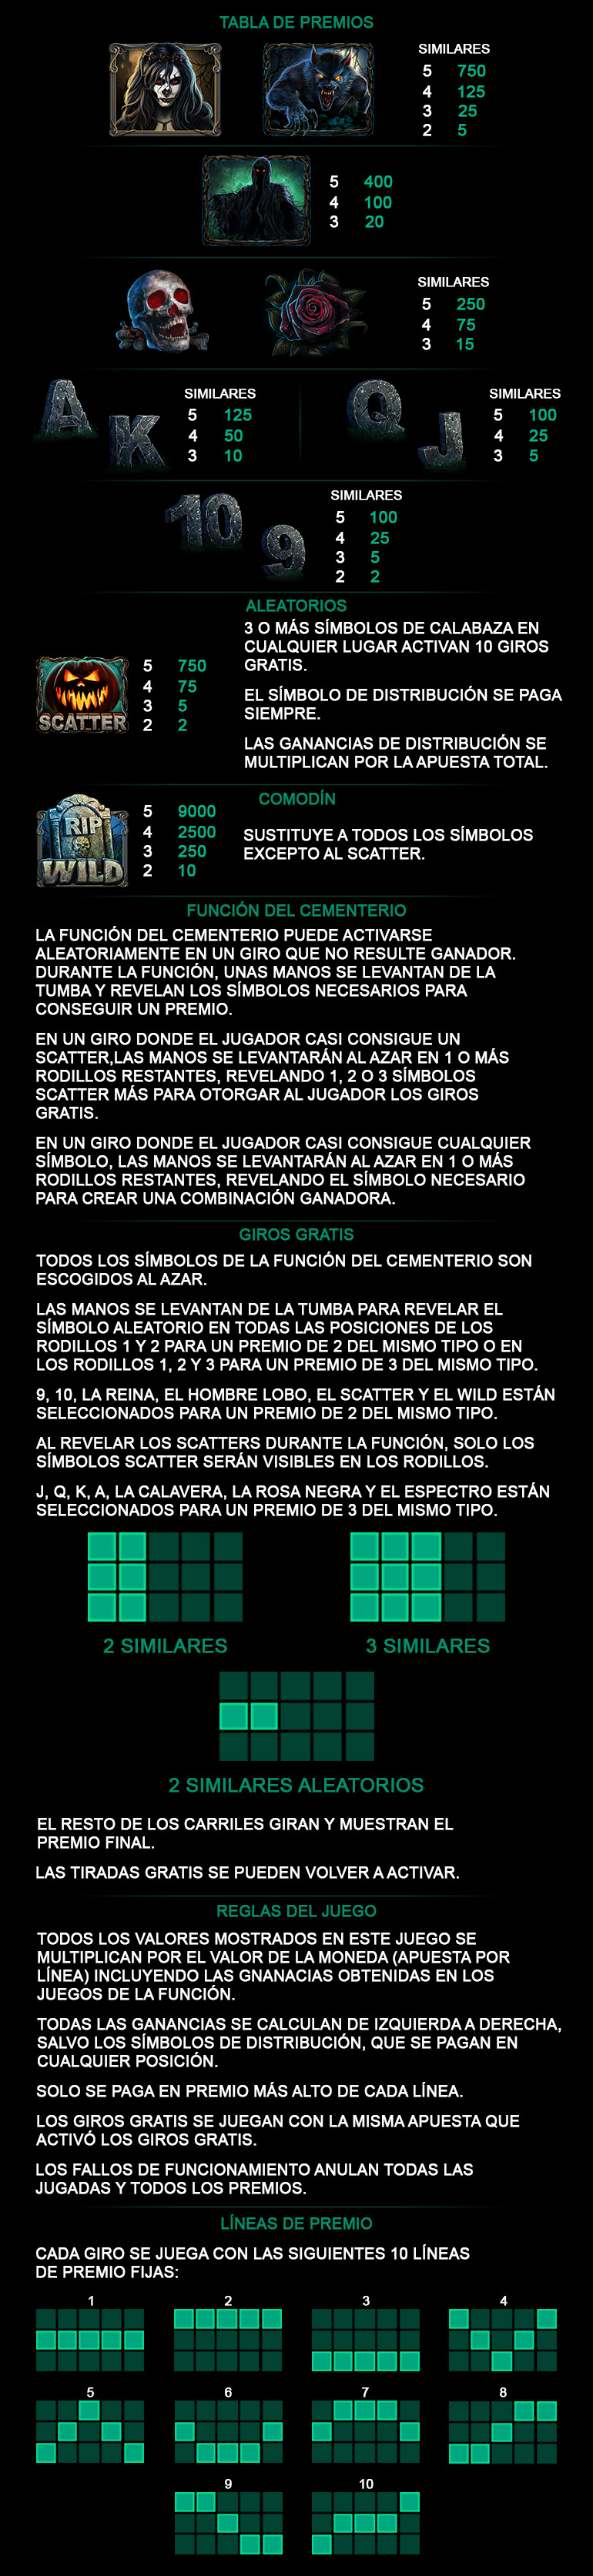 TABLA DE PREMIOS
SIMILARES
5 750
4 125
3 25
2 5
5 400
4 100
3 20
SIMILARES
5 250
4 75
3 15
A K
SIMILARES
5 125
4 50
3 10
Q J
SIMILARES
5 100
4 25
3 5
10 9
SIMILARES
5 100
4 25
3 5
2 2
ALEATORIOS
SCATTER
5 750
4 75
3 5
2 2
3 O MÁS SÍMBOLOS DE CALABAZA EN
CUALQUIER LUGAR ACTIVAN 10 GIROS
GRATIS.
EL SÍMBOLO DE DISTRIBUCIÓN SE PAGA
SIEMPRE.
LAS GANANCIAS DE DISTRIBUCIÓN SE
MULTIPLICAN POR LA APUESTA TOTAL.
RIP
WILD
5 9000
4 2500
3 250
2 10
COMODÍN
SUSTITUYE A TODOS LOS SÍMBOLOS
EXCEPTO AL SCATTER.
FUNCIÓN DEL CEMENTERIO
LA FUNCIÓN DEL CEMENTERIO PUEDE ACTIVARSE
ALEATORIAMENTE EN UN GIRO QUE NO RESULTE GANADOR.
DURANTE LA FUNCIÓN, UNAS MANOS SE LEVANTAN DE LA
TUMBA Y REVELAN LOS SÍMBOLOS NECESARIOS PARA
CONSEGUIR UN PREMIO.
EN UN GIRO DONDE EL JUGADOR CASI CONSIGUE UN
SCATTER,LAS MANOS SE LEVANTARÁN AL AZAR EN 1 O MÁS
RODILLOS RESTANTES, REVELANDO 1, 2 O 3 SÍMBOLOS
SCATTER MÁS PARA OTORGAR AL JUGADOR LOS GIROS
GRATIS.
EN UN GIRO DONDE EL JUGADOR CASI CONSIGUE CUALQUIER
SÍMBOLO, LAS MANOS SE LEVANTARÁN AL AZAR EN 1 O MÁS
RODILLOS RESTANTES, REVELANDO EL SÍMBOLO NECESARIO
PARA CREAR UNA COMBINACIÓN GANADORA.
GIROS GRATIS
TODOS LOS SÍMBOLOS DE LA FUNCIÓN DEL CEMENTERIO SON
ESCOGIDOS AL AZAR.
LAS MANOS SE LEVANTAN DE LA TUMBA PARA REVELAR EL
SÍMBOLO ALEATORIO EN TODAS LAS POSICIONES DE LOS
RODILLOS 1 Y 2 PARA UN PREMIO DE 2 DEL MISMO TIPO O EN
LOS RODILLOS 1, 2 Y 3 PARA UN PREMIO DE 3 DEL MISMO TIPO.
9, 10, LA REINA, EL HOMBRE LOBO, EL SCATTER Y EL WILD ESTÁN
SELECCIONADOS PARA UN PREMIO DE 2 DEL MISMO TIPO.
AL REVELAR LOS SCATTERS DURANTE LA FUNCIÓN, SOLO LOS
SÍMBOLOS SCATTER SERÁN VISIBLES EN LOS RODILLOS.
J, Q, K, A, LA CALAVERA, LA ROSA NEGRA Y EL ESPECTRO ESTÁN
SELECCIONADOS PARA UN PREMIO DE 3 DEL MISMO TIPO.
2 SIMILARES
3 SIMILARES
2 SIMILARES ALEATORIOS
EL RESTO DE LOS CARRILES GIRAN Y MUESTRAN EL
PREMIO FINAL.
LAS TIRADAS GRATIS SE PUEDEN VOLVER A ACTIVAR.
REGLAS DEL JUEGO
TODOS LOS VALORES MOSTRADOS EN ESTE JUEGO SE
MULTIPLICAN POR EL VALOR DE LA MONEDA (APUESTA POR
LÍNEA) INCLUYENDO LAS GNANACIAS OBTENIDAS EN LOS
JUEGOS DE LA FUNCIÓN.
TODAS LAS GANANCIAS SE CALCULAN DE IZQUIERDA A DERECHA,
SALVO LOS SÍMBOLOS DE DISTRIBUCIÓN, QUE SE PAGAN EN
CUALQUIER POSICIÓN.
SOLO SE PAGA EN PREMIO MÁS ALTO DE CADA LÍNEA.
LOS GIROS GRATIS SE JUEGAN CON LA MISMA APUESTA QUE
ACTIVÓ LOS GIROS GRATIS.
LOS FALLOS DE FUNCIONAMIENTO ANULAN TODAS LAS
JUGADAS Y TODOS LOS PREMIOS.
LÍNEAS DE PREMIO
CADA GIRO SE JUEGA CON LAS SIGUIENTES 10 LÍNEAS
DE PREMIO FIJAS:
1 2 3 4
5 6 7 8
9 10